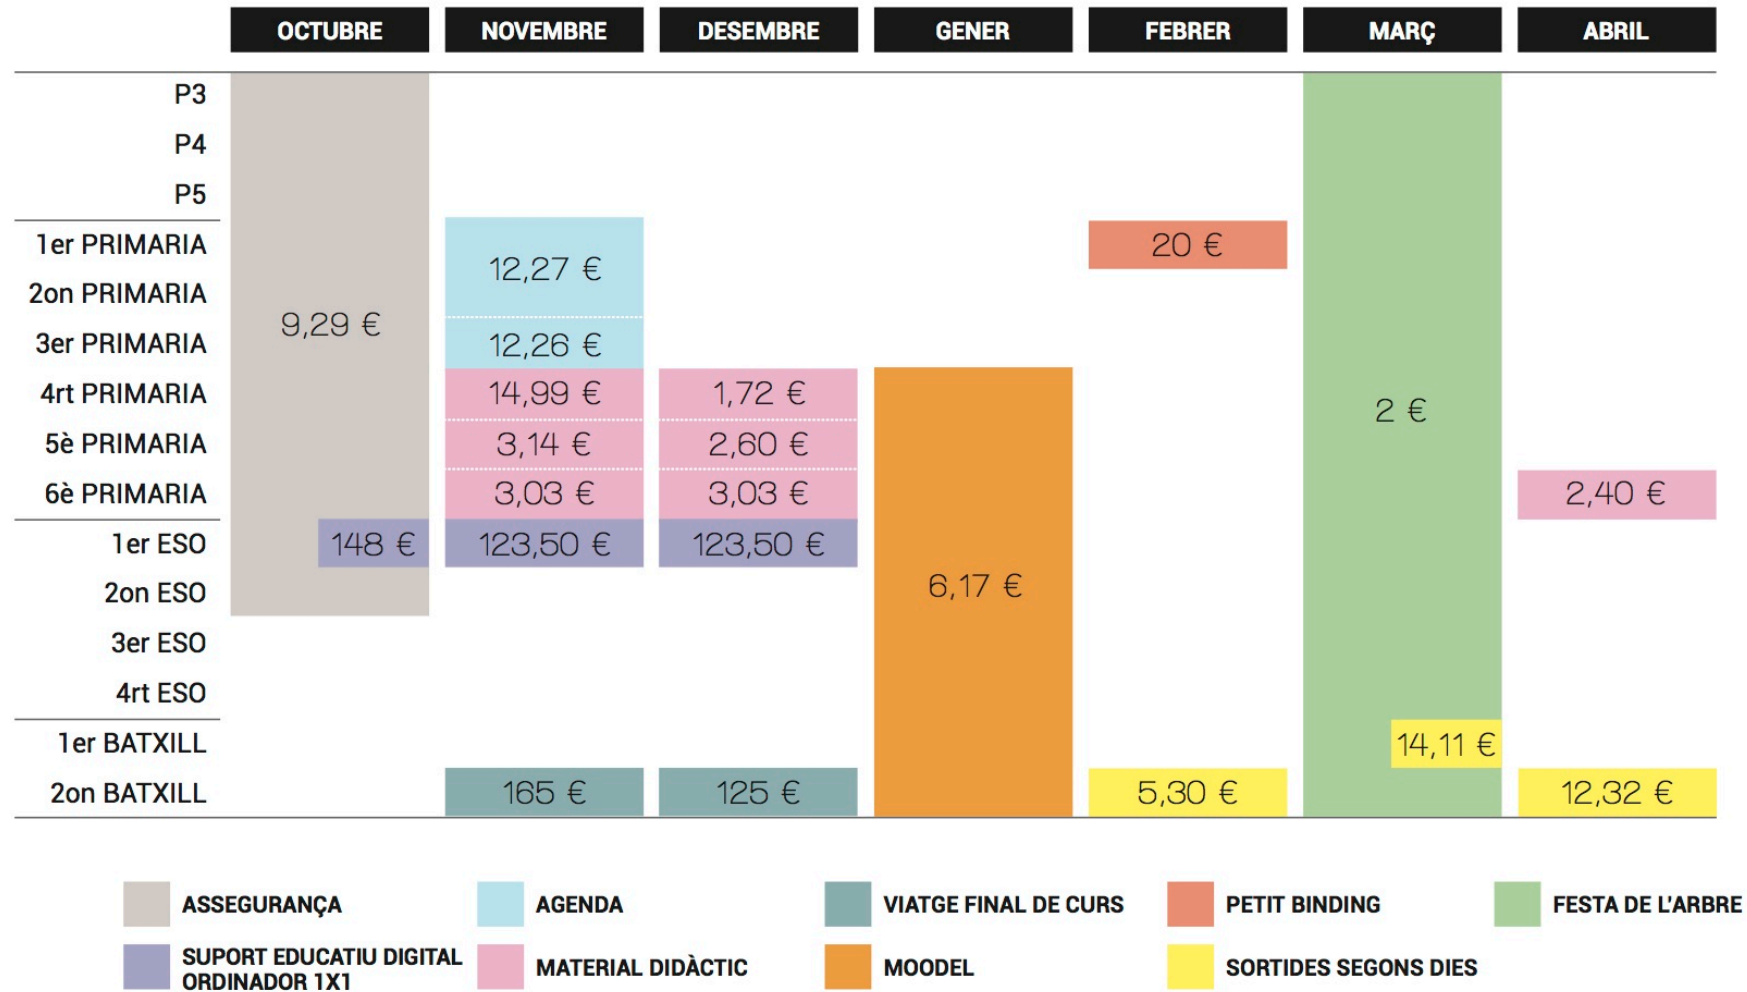 OCTUBRE NOVEMBRE DESEMBRE GENER FEBRER MARÇ ABRIL
P3
P4
P5
1er PRIMARIA 20 €
12,27 €
2on PRIMARIA
9,29 €
3er PRIMARIA 12,26 €
4rt PRIMARIA 14,99 € 1,72 €
2 €
5è PRIMARIA 3,14 € 2,60 €
6è PRIMARIA 3,03 € 3,03 € 2,40 €
1er ESO 148 € 123,50 € 123,50 €
2on ESO 6,17 €
3er ESO
4rt ESO
1er BATXILL 14,11 €
2on BATXILL 165 € 125 € 5,30 € 12,32 €
ASSEGURANÇA AGENDA VIATGE FINAL DE CURS PETIT BINDING FESTA DE L'ARBRE
SUPORT EDUCATIU DIGITAL
ORDINADOR 1X1 MATERIAL DIDÀCTIC MOODEL SORTIDES SEGONS DIES